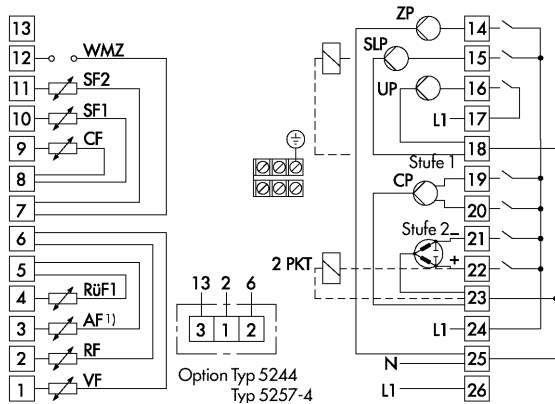 13
12 WMZ
11 SF2
10 SF1
9 CF
8
7
6
5
4 RüF1
3 AF 1)
2 RF
1 VF
13 2 6
3 1 2
Option Typ 5244
Typ 5257-4
ZP 14
SLP 15
UP 16
L1 17
18
Stufe 1
CP 19
20
Stufe 2 − 21
2 PKT + 22
23
L1 24
25
N
L1 26